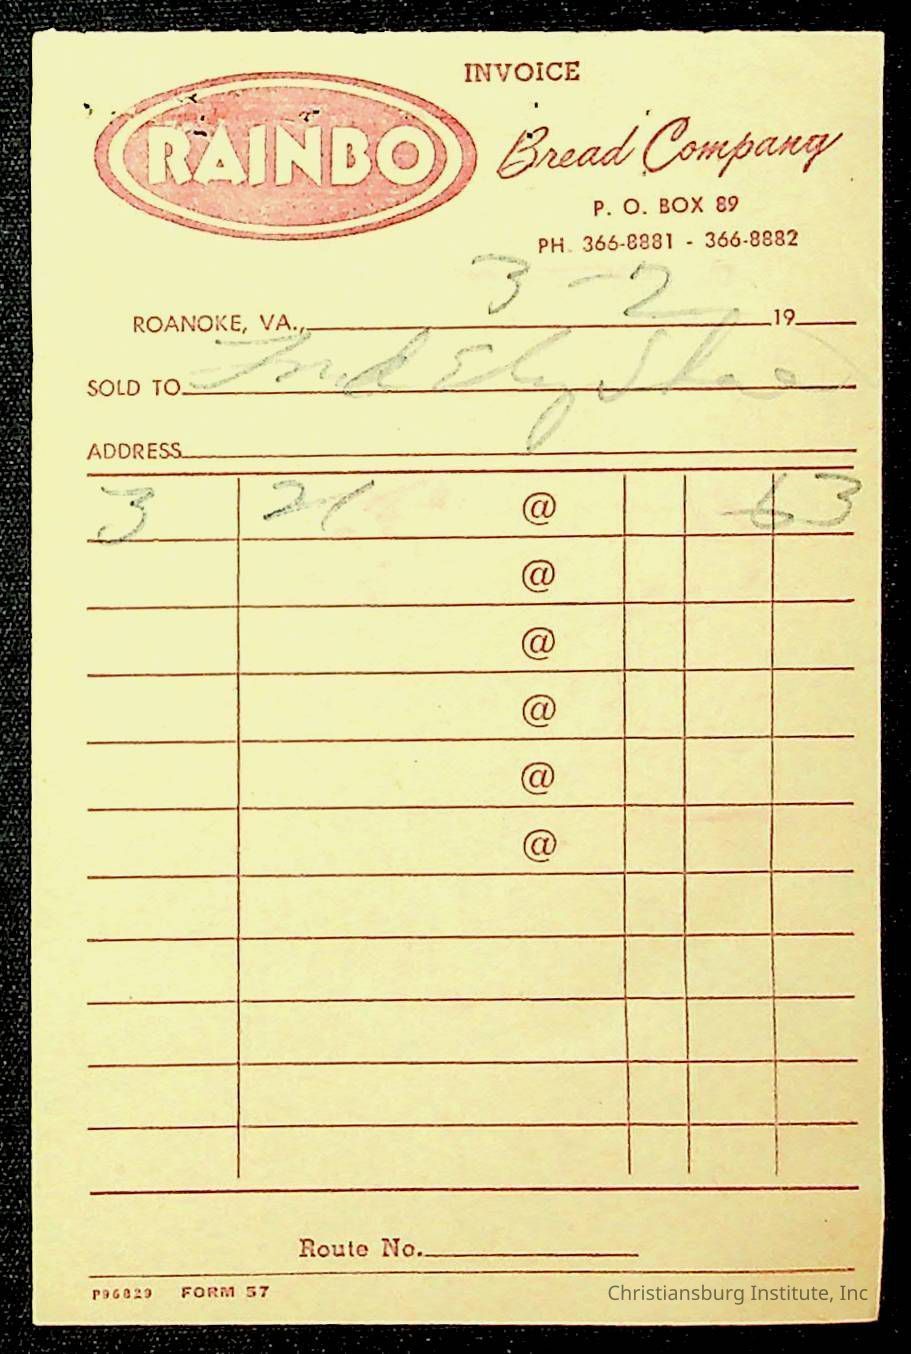 INVOICE
RAINBO
Bread Company
P. O. BOX 89
PH. 366-8881 - 366-8882
3-2
ROANOKE, VA., 19
SOLD TO
ADDRESS
3 21 @ 63
@
@
@
@
@
Route No.
P96829 FORM 57
Christiansburg Institute, Inc